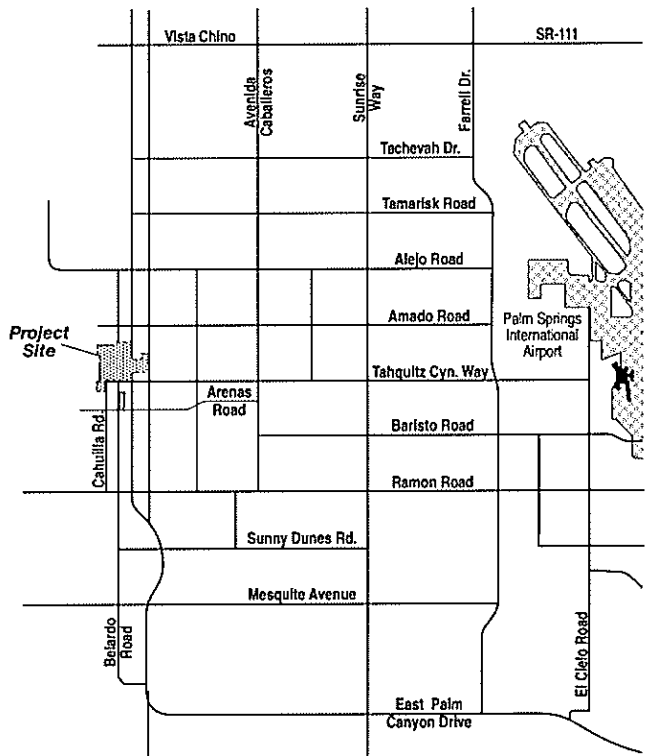 Vista Chino
SR-111
Avenida
Caballeros
Sunrise
Way
Farrell Dr.
Tachevah Dr.
Tamarisk Road
Alejo Road
Amado Road
Palm Springs
International
Airport
Project
Site
Tahquitz Cyn. Way
Arenas
Road
Baristo Road
Cahuilla Rd.
Ramon Road
Sunny Dunes Rd.
Mesquite Avenue
Belardo
Road
El Cielo Road
East Palm
Canyon Drive